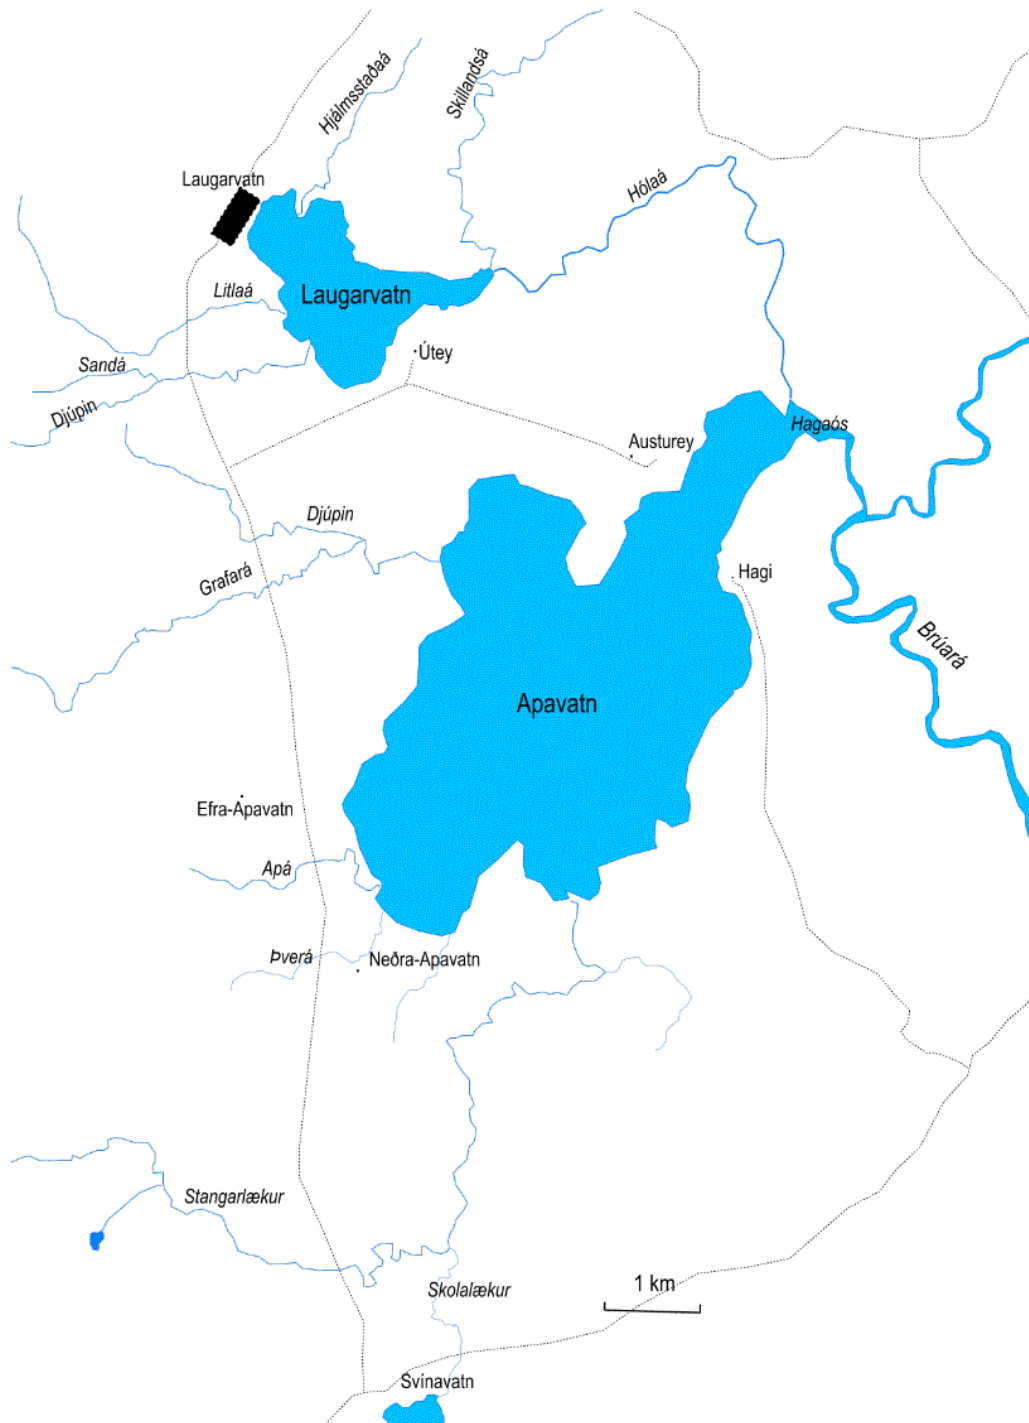 Hjálmsstaðaá
Skillandsá
Laugarvatn
Hólaá
Litlaá
Laugarvatn
Útey
Sandá
Djúpin
Hagaós
Austurey
Djúpin
Grafará
Hagi
Brúará
Apavatn
Efra-Apavatn
Apá
Þverá
Neðra-Apavatn
Stangarlækur
Skolalækur
1 km
Svínavatn